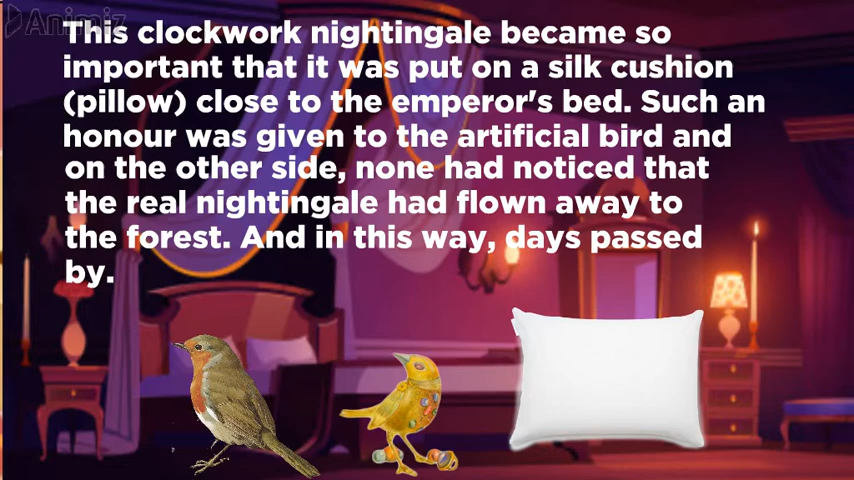 Animiz
This clockwork nightingale became so
important that it was put on a silk cushion
(pillow) close to the emperor's bed. Such an
honour was given to the artificial bird and
on the other side, none had noticed that
the real nightingale had flown away to
the forest. And in this way, days passed
by.